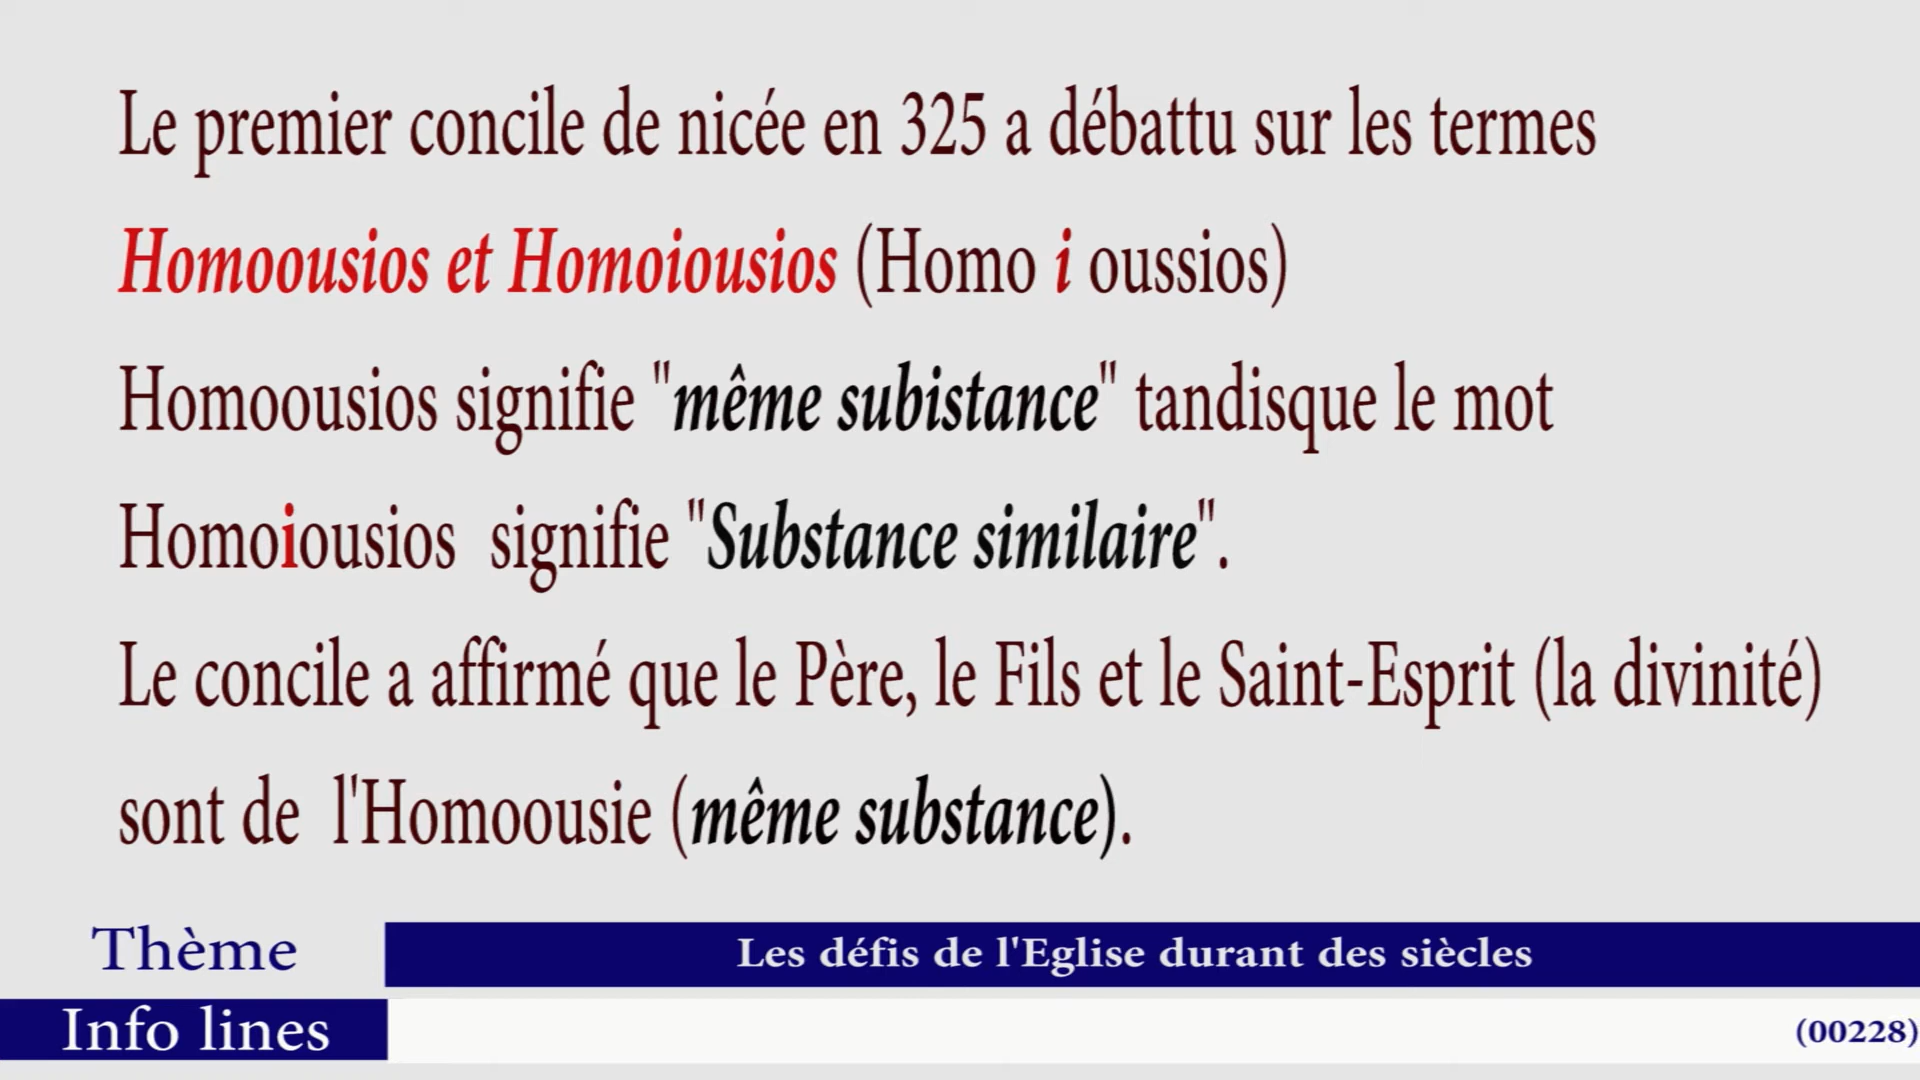 Le premier concile de nicée en 325 a débattu sur les termes
Homoousios et Homoiousios (Homo i oussios)
Homoousios signifie "même subistance" tandisque le mot
Homoiousios signifie "Substance similaire".
Le concile a affirmé que le Père, le Fils et le Saint-Esprit (la divinité)
sont de l'Homoousie (même substance).
Thème
Les défis de l'Eglise durant des siècles
Info lines
(00228)